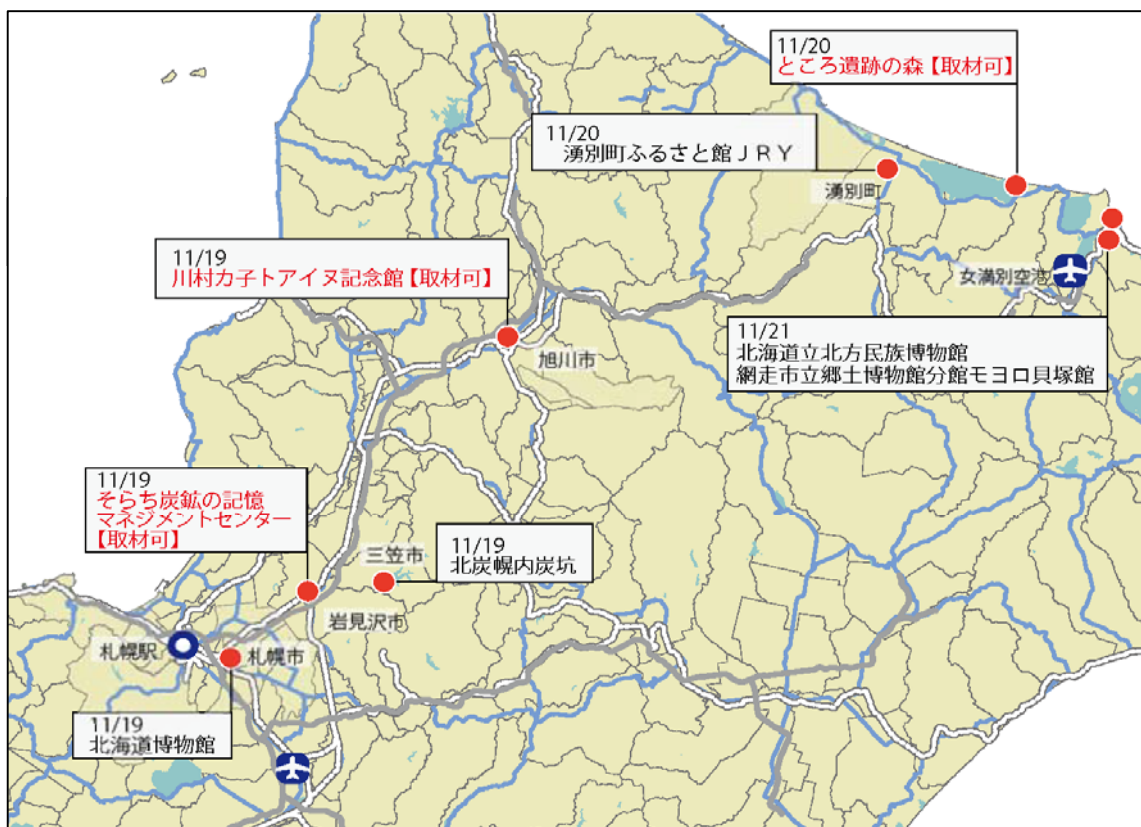 11/20
ところ遺跡の森【取材可】
11/20
湧別町ふるさと館ＪＲＹ
湧別町
11/19
川村カ子トアイヌ記念館【取材可】
女満別空港
旭川市
11/21
北海道立北方民族博物館
網走市立郷土博物館分館モヨロ貝塚館
11/19
そらち炭鉱の記憶
マネジメントセンター
【取材可】
三笠市
11/19
北炭幌内炭坑
岩見沢市
札幌駅
札幌市
11/19
北海道博物館